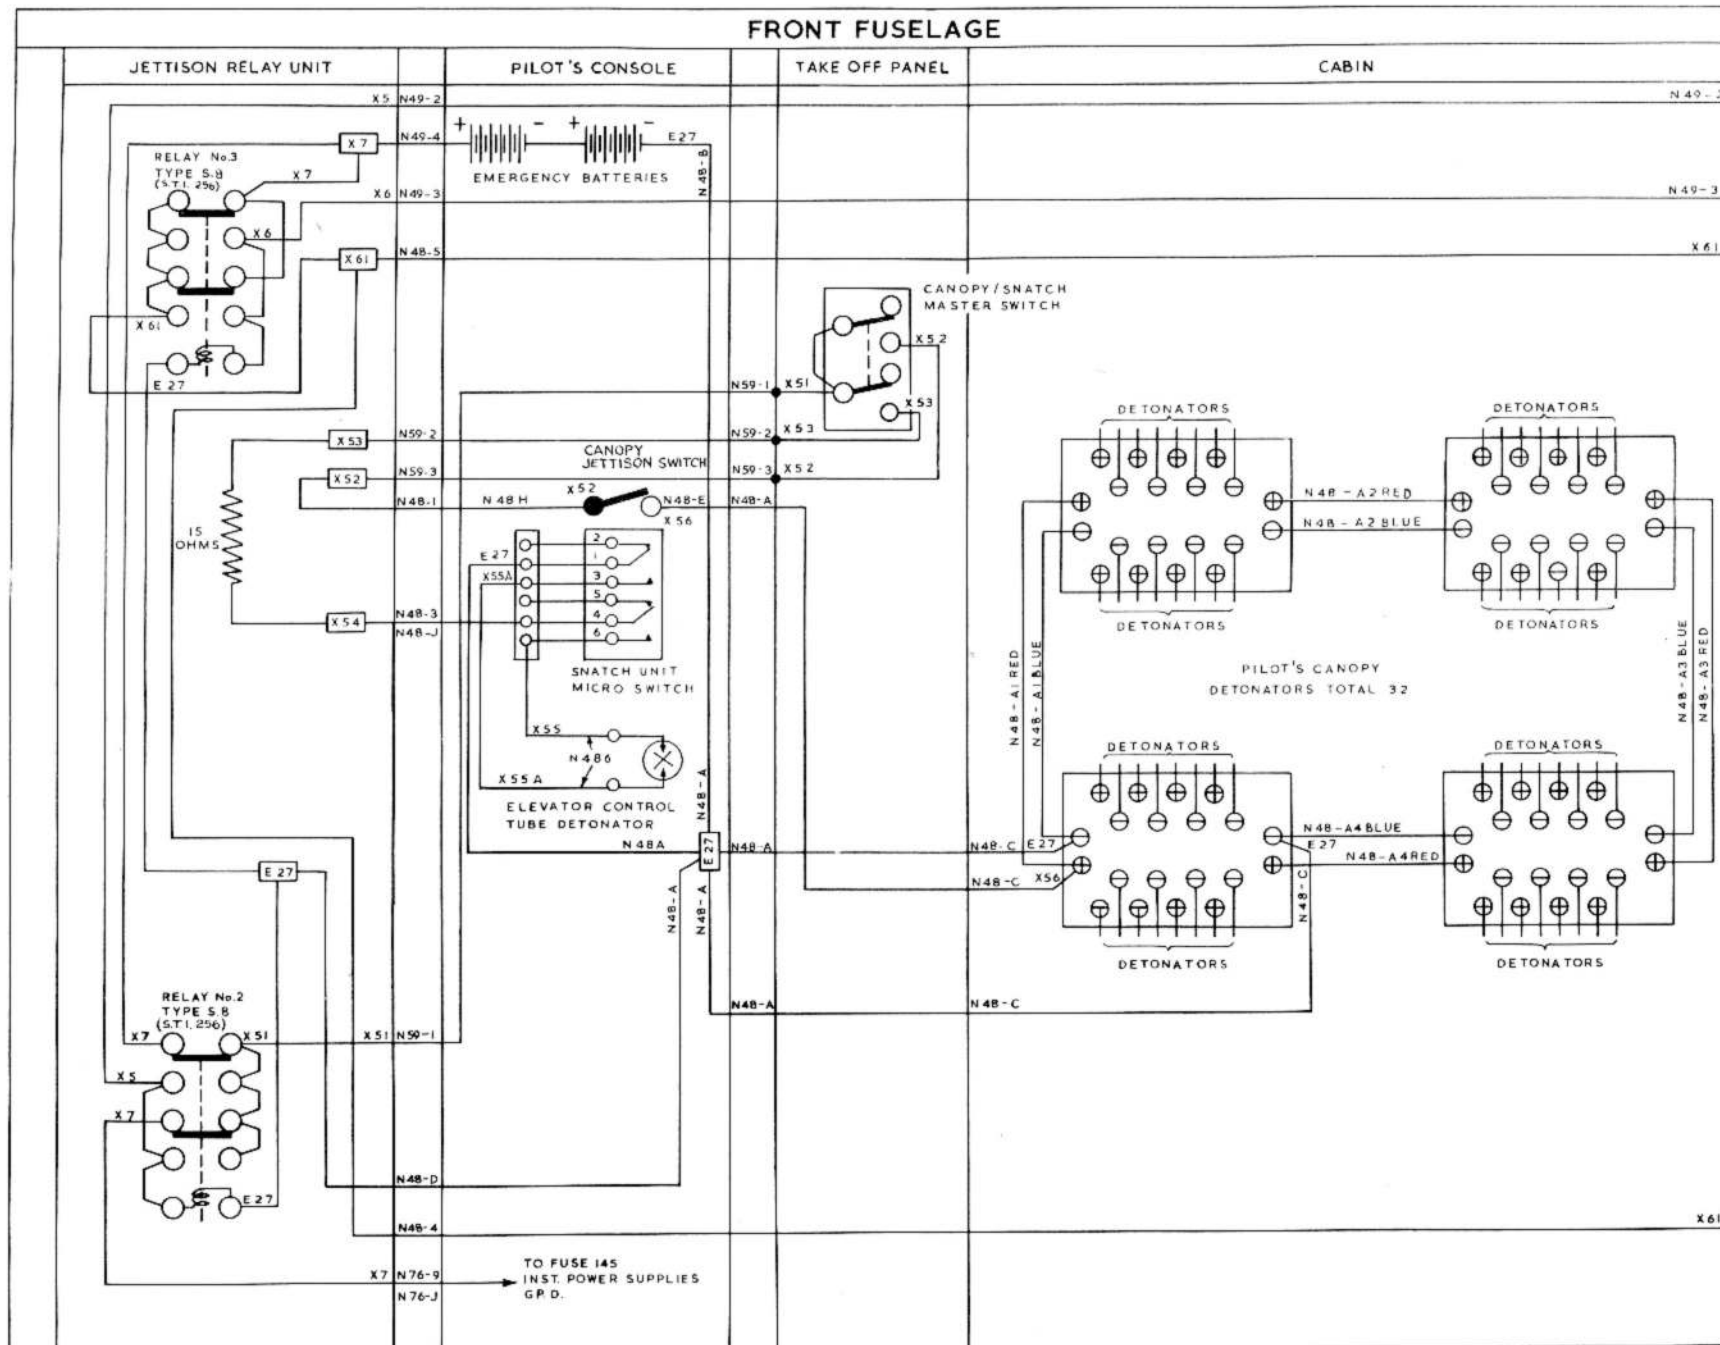 FRONT FUSELAGE
JETTISON RELAY UNIT
PILOT'S CONSOLE
TAKE OFF PANEL
CABIN
X5 N49-2
N49-2
X7
N49-4
+ - + -
E27
N48-B
EMERGENCY BATTERIES
RELAY No.3
TYPE S.8
(S.T.I. 256)
X7
X6 N49-3
N49-3
X6
X61
N48-5
X61
X61
E27
CANOPY/SNATCH
MASTER SWITCH
X52
N59-1 X51
X53
X53
N59-2
N59-2
X53
CANOPY
JETTISON SWITCH
X52
N59-3
N59-3
X52
N48-1
N48H
X52
N48-E
X56
N48-A
15
OHMS
E27
X55A
2
1
3
5
4
6
X54
N48-3
N48-J
SNATCH UNIT
MICRO SWITCH
X55
N486
X55A
ELEVATOR CONTROL
TUBE DETONATOR
N48-A
N48A
E27
N48-A
N48-C E27
N48-C X56
N48-A
N48-A
E27
DETONATORS
DETONATORS
N48-A2 RED
N48-A2 BLUE
DETONATORS
DETONATORS
N48-A1 RED
N48-A1 BLUE
PILOT'S CANOPY
DETONATORS TOTAL 32
N48-A3 BLUE
N48-A3 RED
DETONATORS
DETONATORS
N48-A4 BLUE
E27
N48-A4 RED
N48-C
DETONATORS
DETONATORS
RELAY No.2
TYPE S.8
(S.T.I. 256)
N48-A
N48-C
X7
X51
X51 N59-1
X5
X7
E27
N48-D
N48-4
X61
X7 N76-9
N76-J
TO FUSE 145
INST. POWER SUPPLIES
G.P.D.